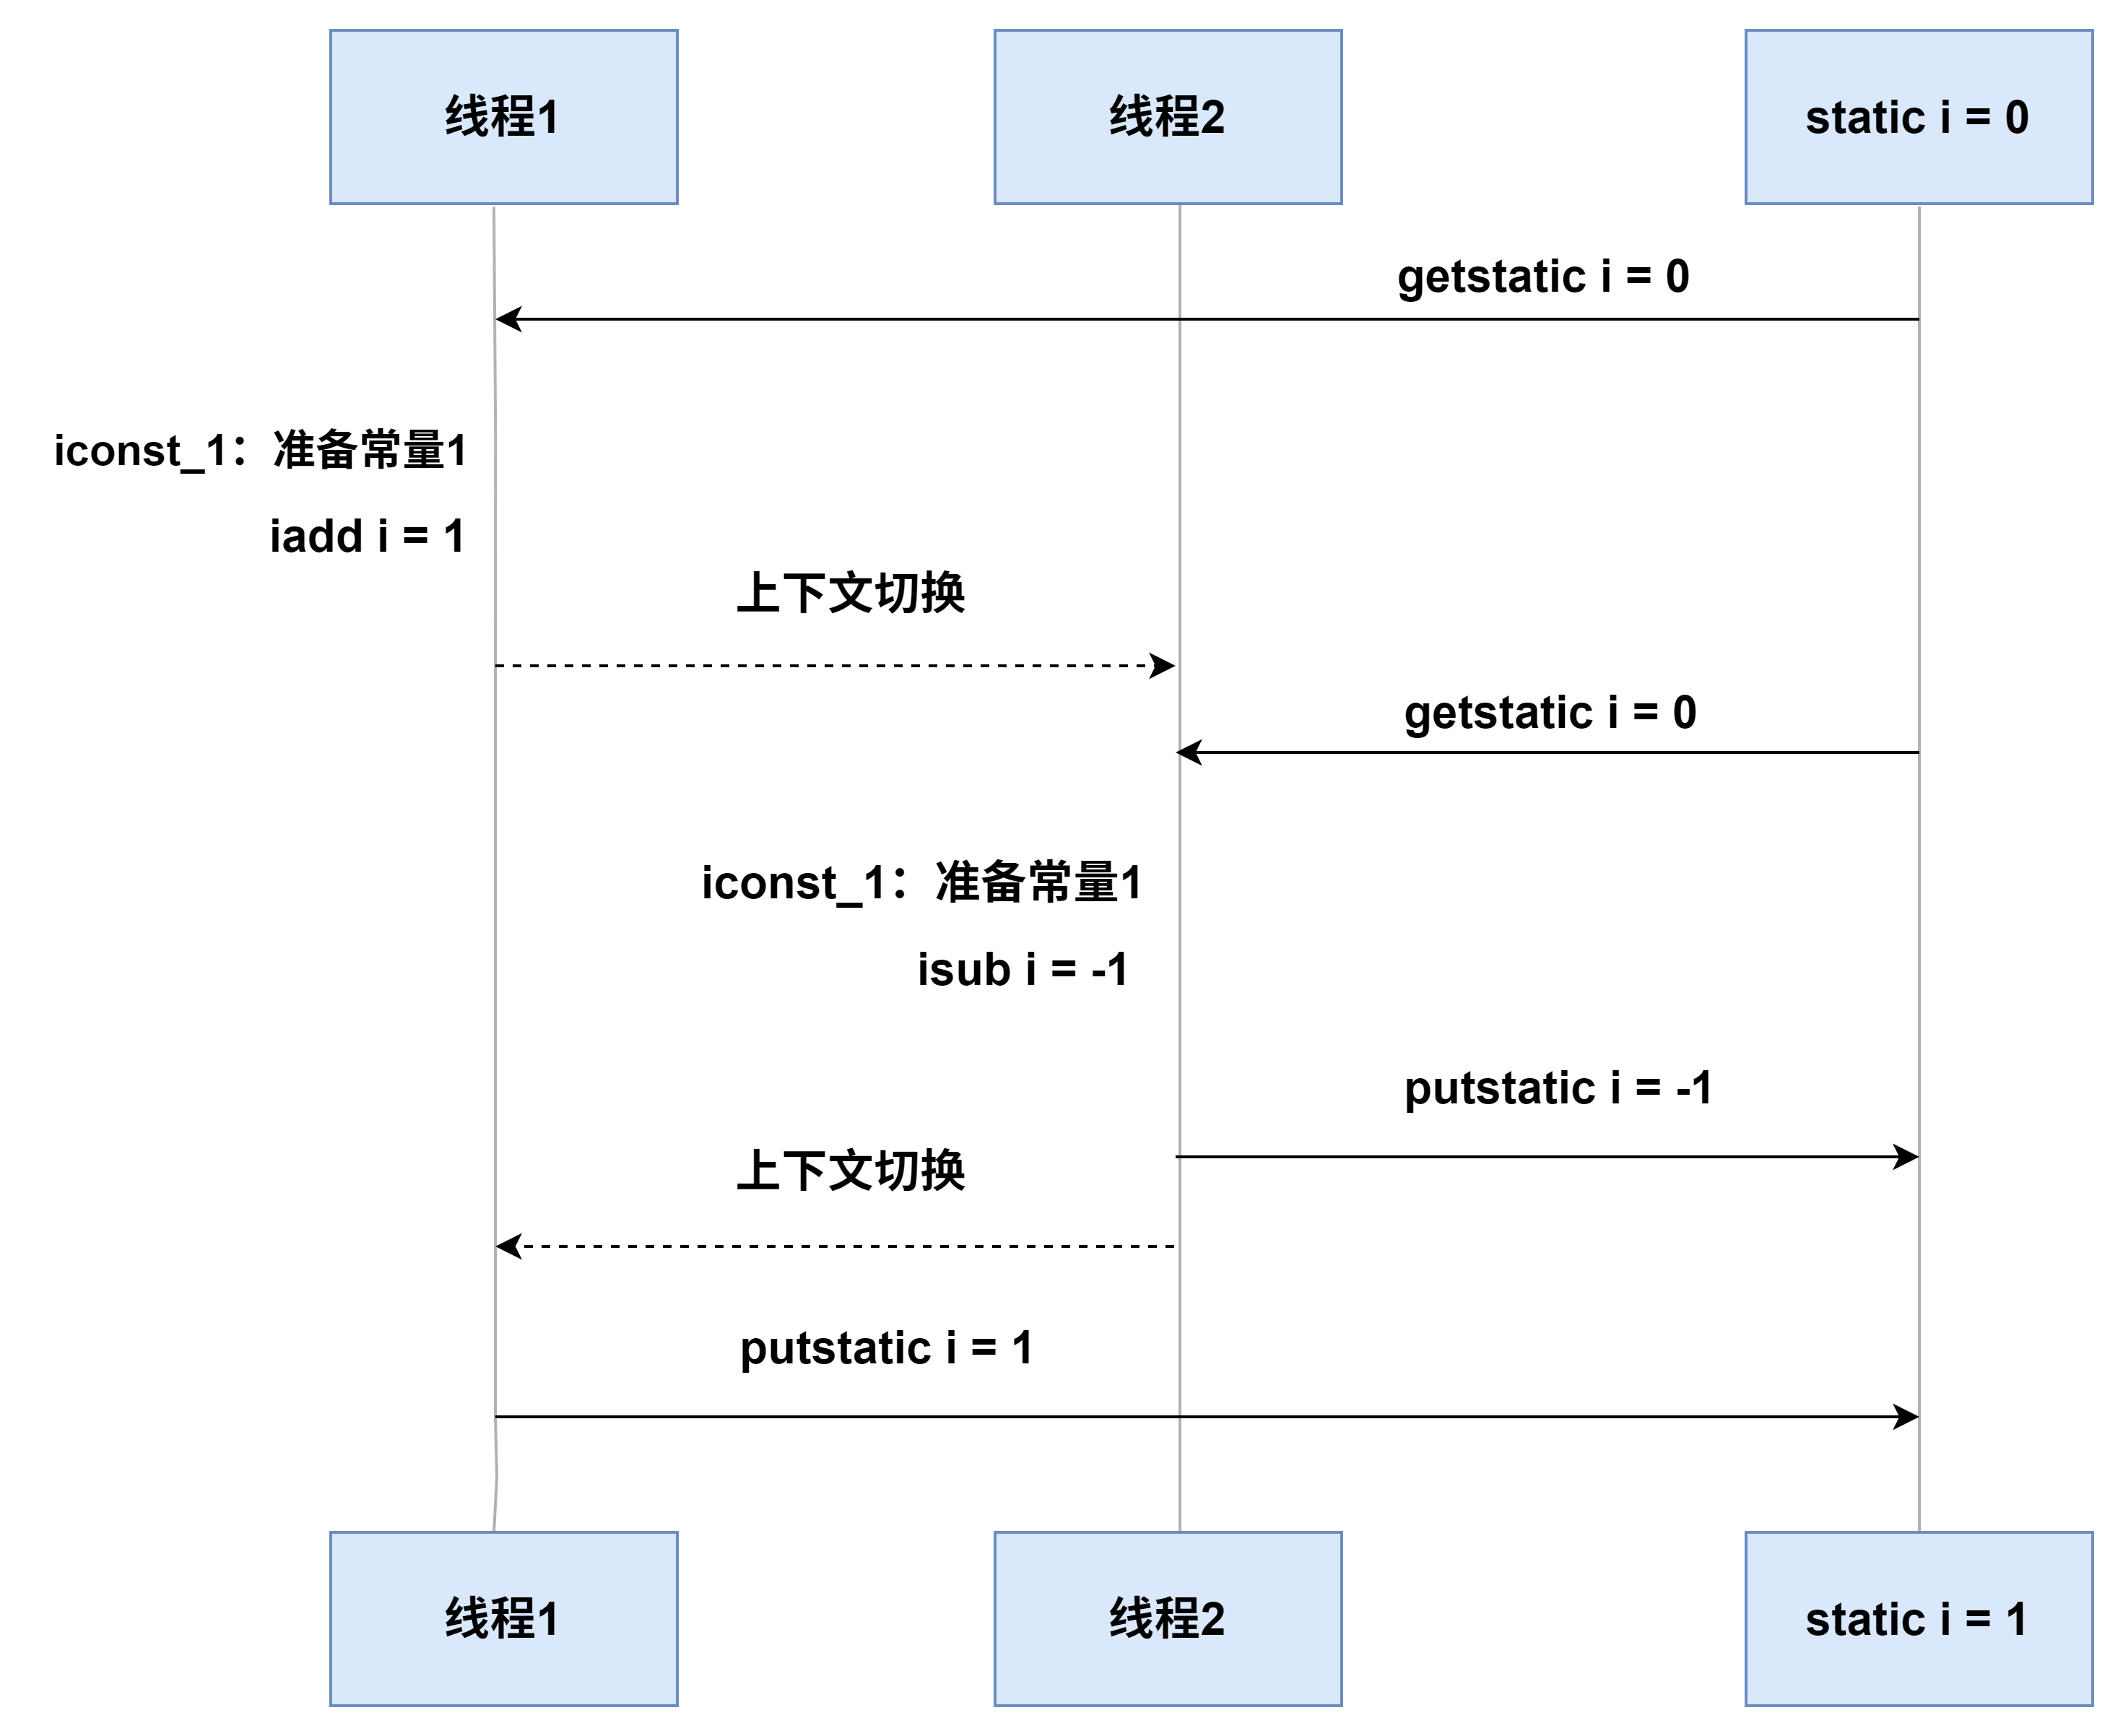 线程1
线程2
static i = 0
getstatic i = 0
iconst_1：准备常量1
iadd i = 1
上下文切换
getstatic i = 0
iconst_1：准备常量1
isub i = -1
putstatic i = -1
上下文切换
putstatic i = 1
线程1
线程2
static i = 1